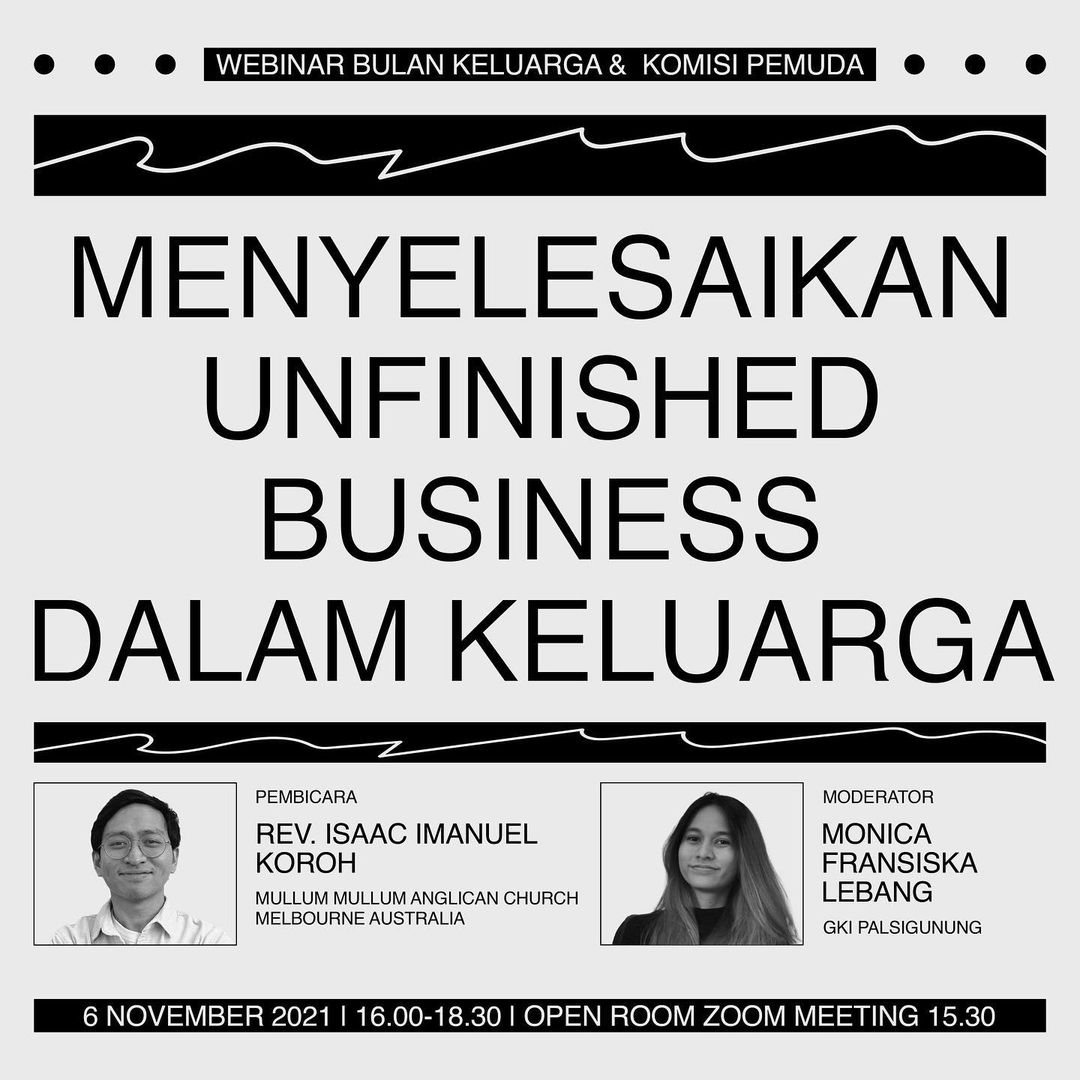 WEBINAR BULAN KELUARGA & KOMISI PEMUDA
MENYELESAIKAN
UNFINISHED
BUSINESS
DALAM KELUARGA
PEMBICARA
REV. ISAAC IMANUEL
KOROH
MULLUM MULLUM ANGLICAN CHURCH
MELBOURNE AUSTRALIA
MODERATOR
MONICA
FRANSISKA
LEBANG
GKI PALSIGUNUNG
6 NOVEMBER 2021 | 16.00-18.30 | OPEN ROOM ZOOM MEETING 15.30